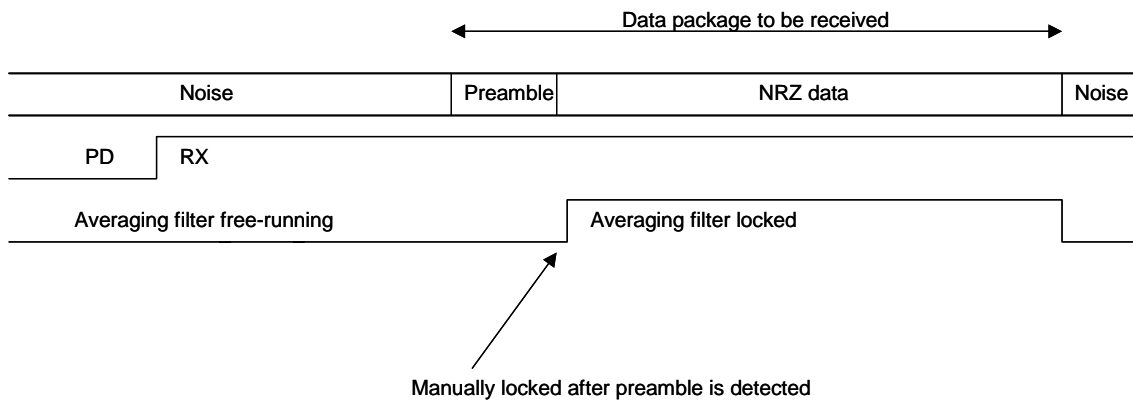 Data package to be received
Noise Preamble NRZ data Noise
PD RX
Averaging filter free-running Averaging filter locked
Manually locked after preamble is detected